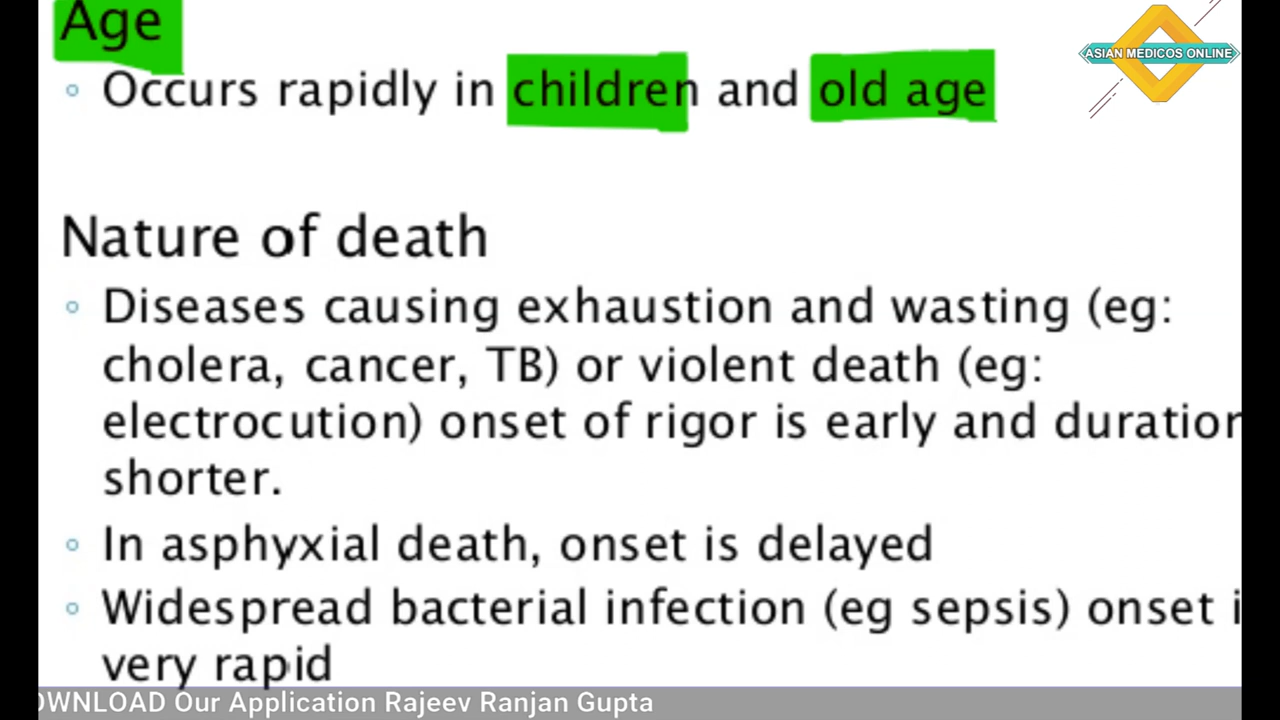 Age
ASIAN MEDICOS ONLINE
◦ Occurs rapidly in children and old age
Nature of death
◦ Diseases causing exhaustion and wasting (eg:
cholera, cancer, TB) or violent death (eg:
electrocution) onset of rigor is early and duration
shorter.
◦ In asphyxial death, onset is delayed
◦ Widespread bacterial infection (eg sepsis) onset i
very rapid
OWNLOAD Our Application Rajeev Ranjan Gupta